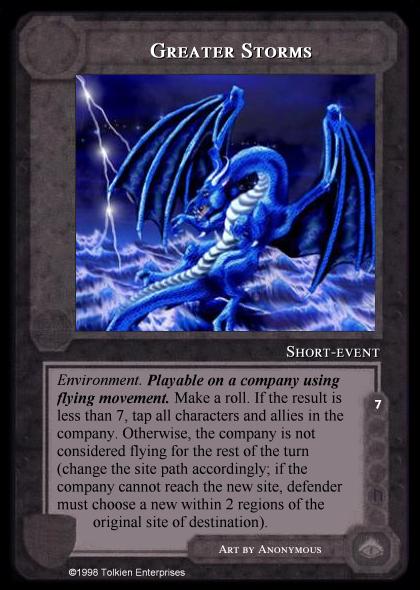 Greater Storms
Short-event
Environment. Playable on a company using
flying movement. Make a roll. If the result is
less than 7, tap all characters and allies in the
company. Otherwise, the company is not
considered flying for the rest of the turn
(change the site path accordingly; if the
company cannot reach the new site, defender
must choose a new within 2 regions of the
original site of destination).
7
Art by Anonymous
©1998 Tolkien Enterprises